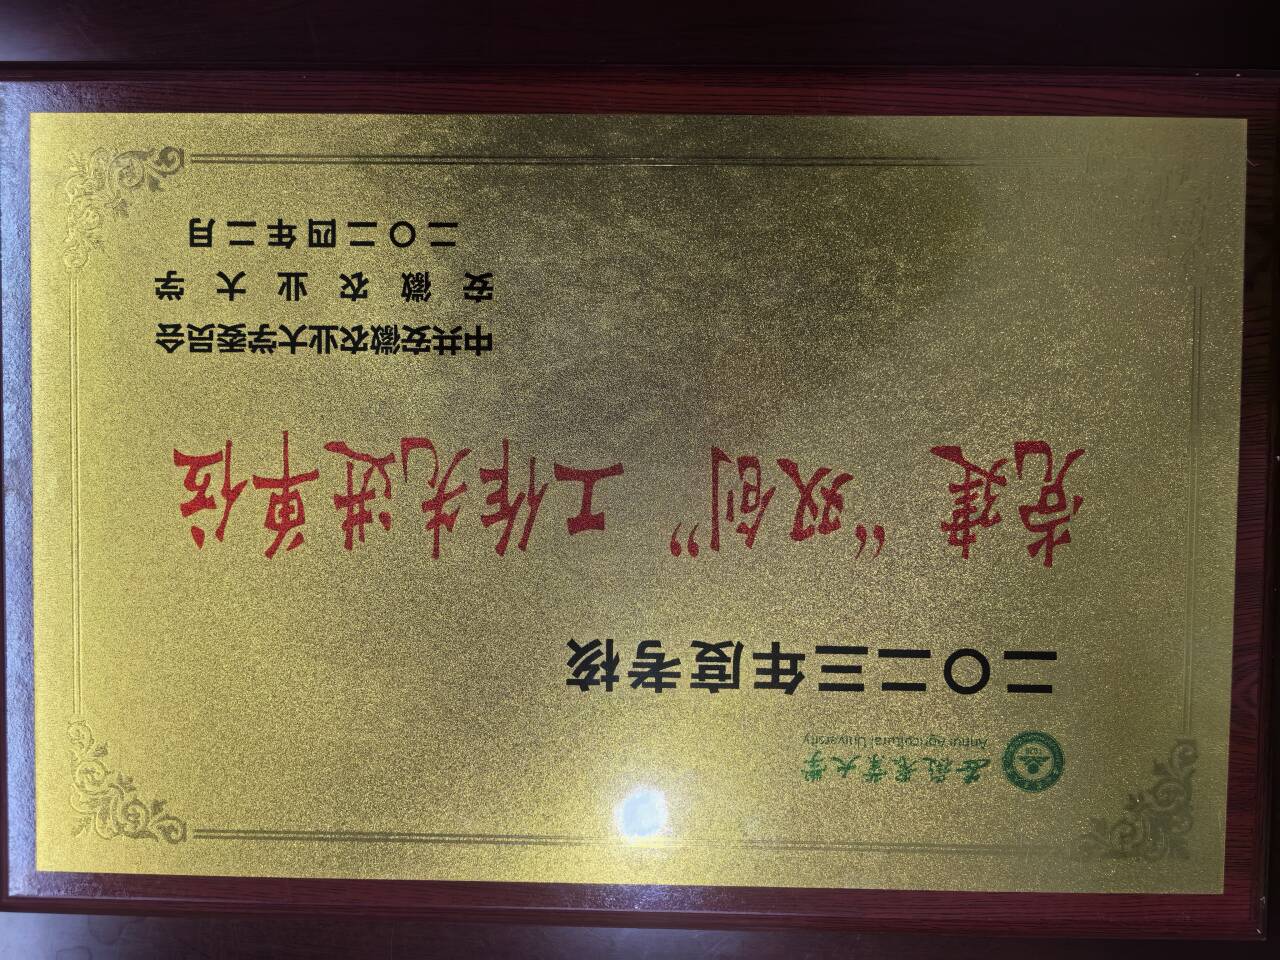 安徽农业大学
Anhui Agricultural University
二〇二三年度考核
党建“双创”工作先进单位
中共安徽农业大学委员会
安徽农业大学
二〇二四年二月